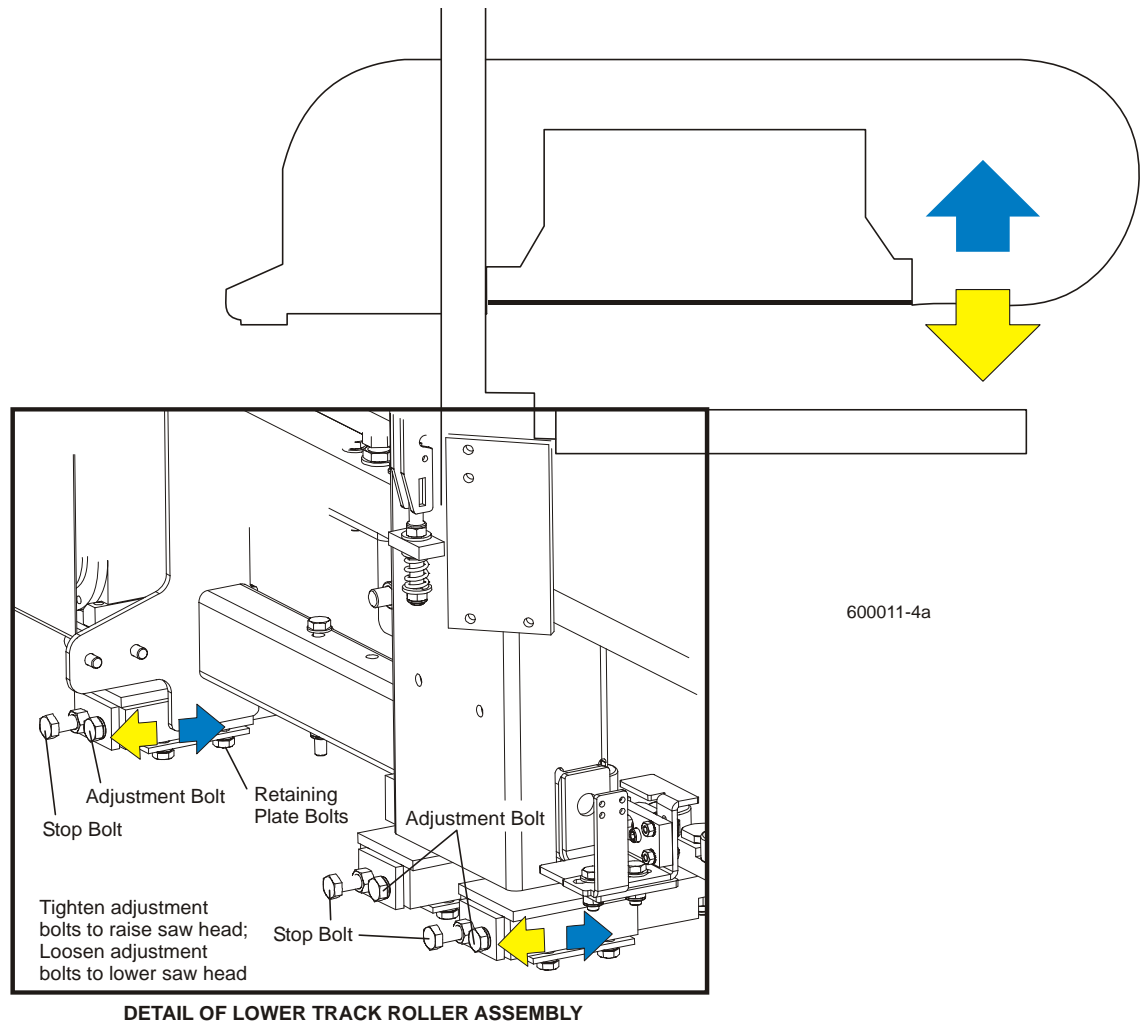 600011-4a
Adjustment Bolt
Stop Bolt
Retaining
Plate Bolts
Adjustment Bolt
Stop Bolt
Tighten adjustment
bolts to raise saw head;
Loosen adjustment
bolts to lower saw head
DETAIL OF LOWER TRACK ROLLER ASSEMBLY